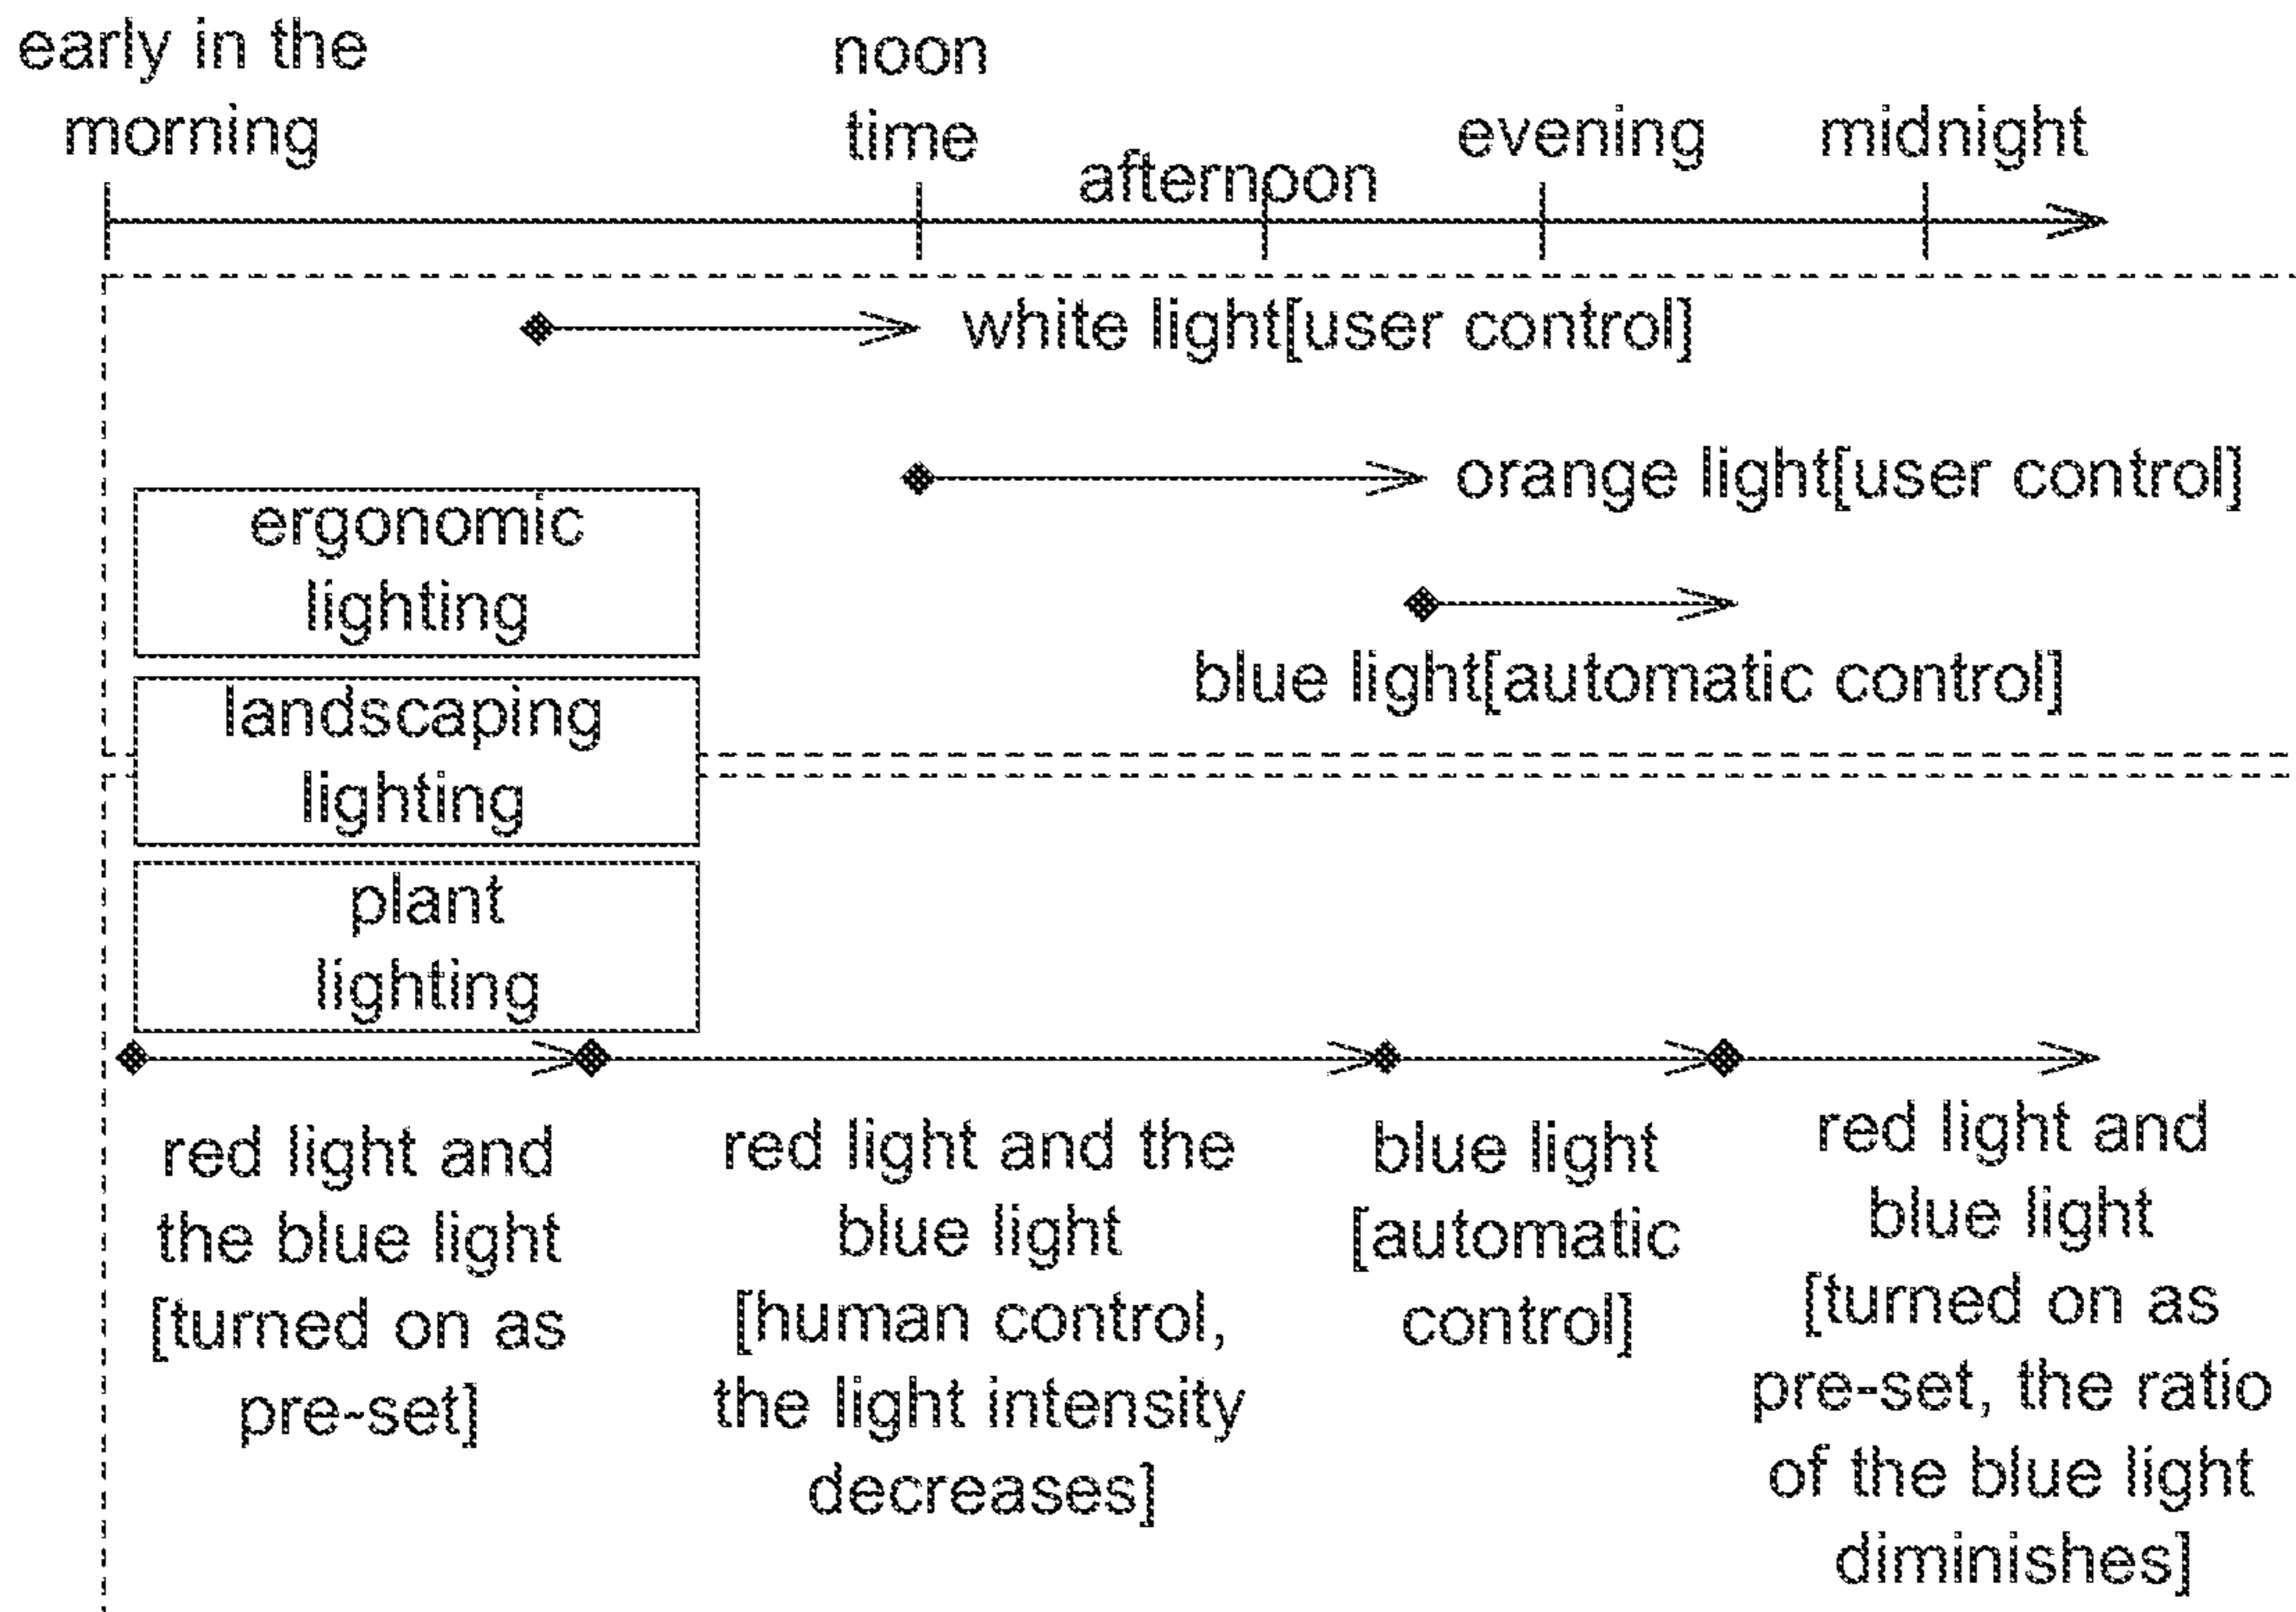 early in the
morning
noon
time
afternoon
evening
midnight
white light[user control]
orange light[user control]
ergonomic
lighting
blue light[automatic control]
landscaping
lighting
plant
lighting
red light and
the blue light
[turned on as
pre-set]
red light and the
blue light
[human control,
the light intensity
decreases]
blue light
[automatic
control]
red light and
blue light
[turned on as
pre-set, the ratio
of the blue light
diminishes]